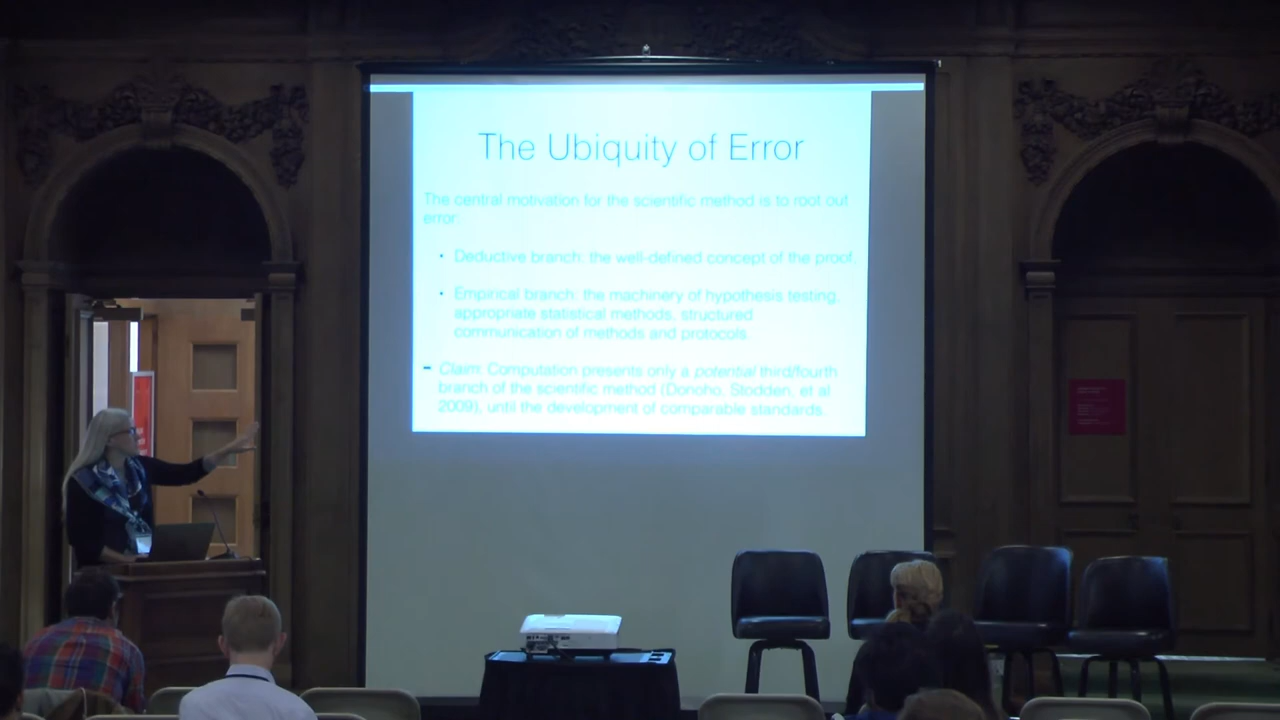 The Ubiquity of Error
The central motivation for the scientific method is to root out
error:
• Deductive branch: the well-defined concept of the proof,
• Empirical branch: the machinery of hypothesis testing,
appropriate statistical methods, structured
communication of methods and protocols.
- Claim: Computation presents only a potential third/fourth
branch of the scientific method (Donoho, Stodden, et al
2009), until the development of comparable standards.